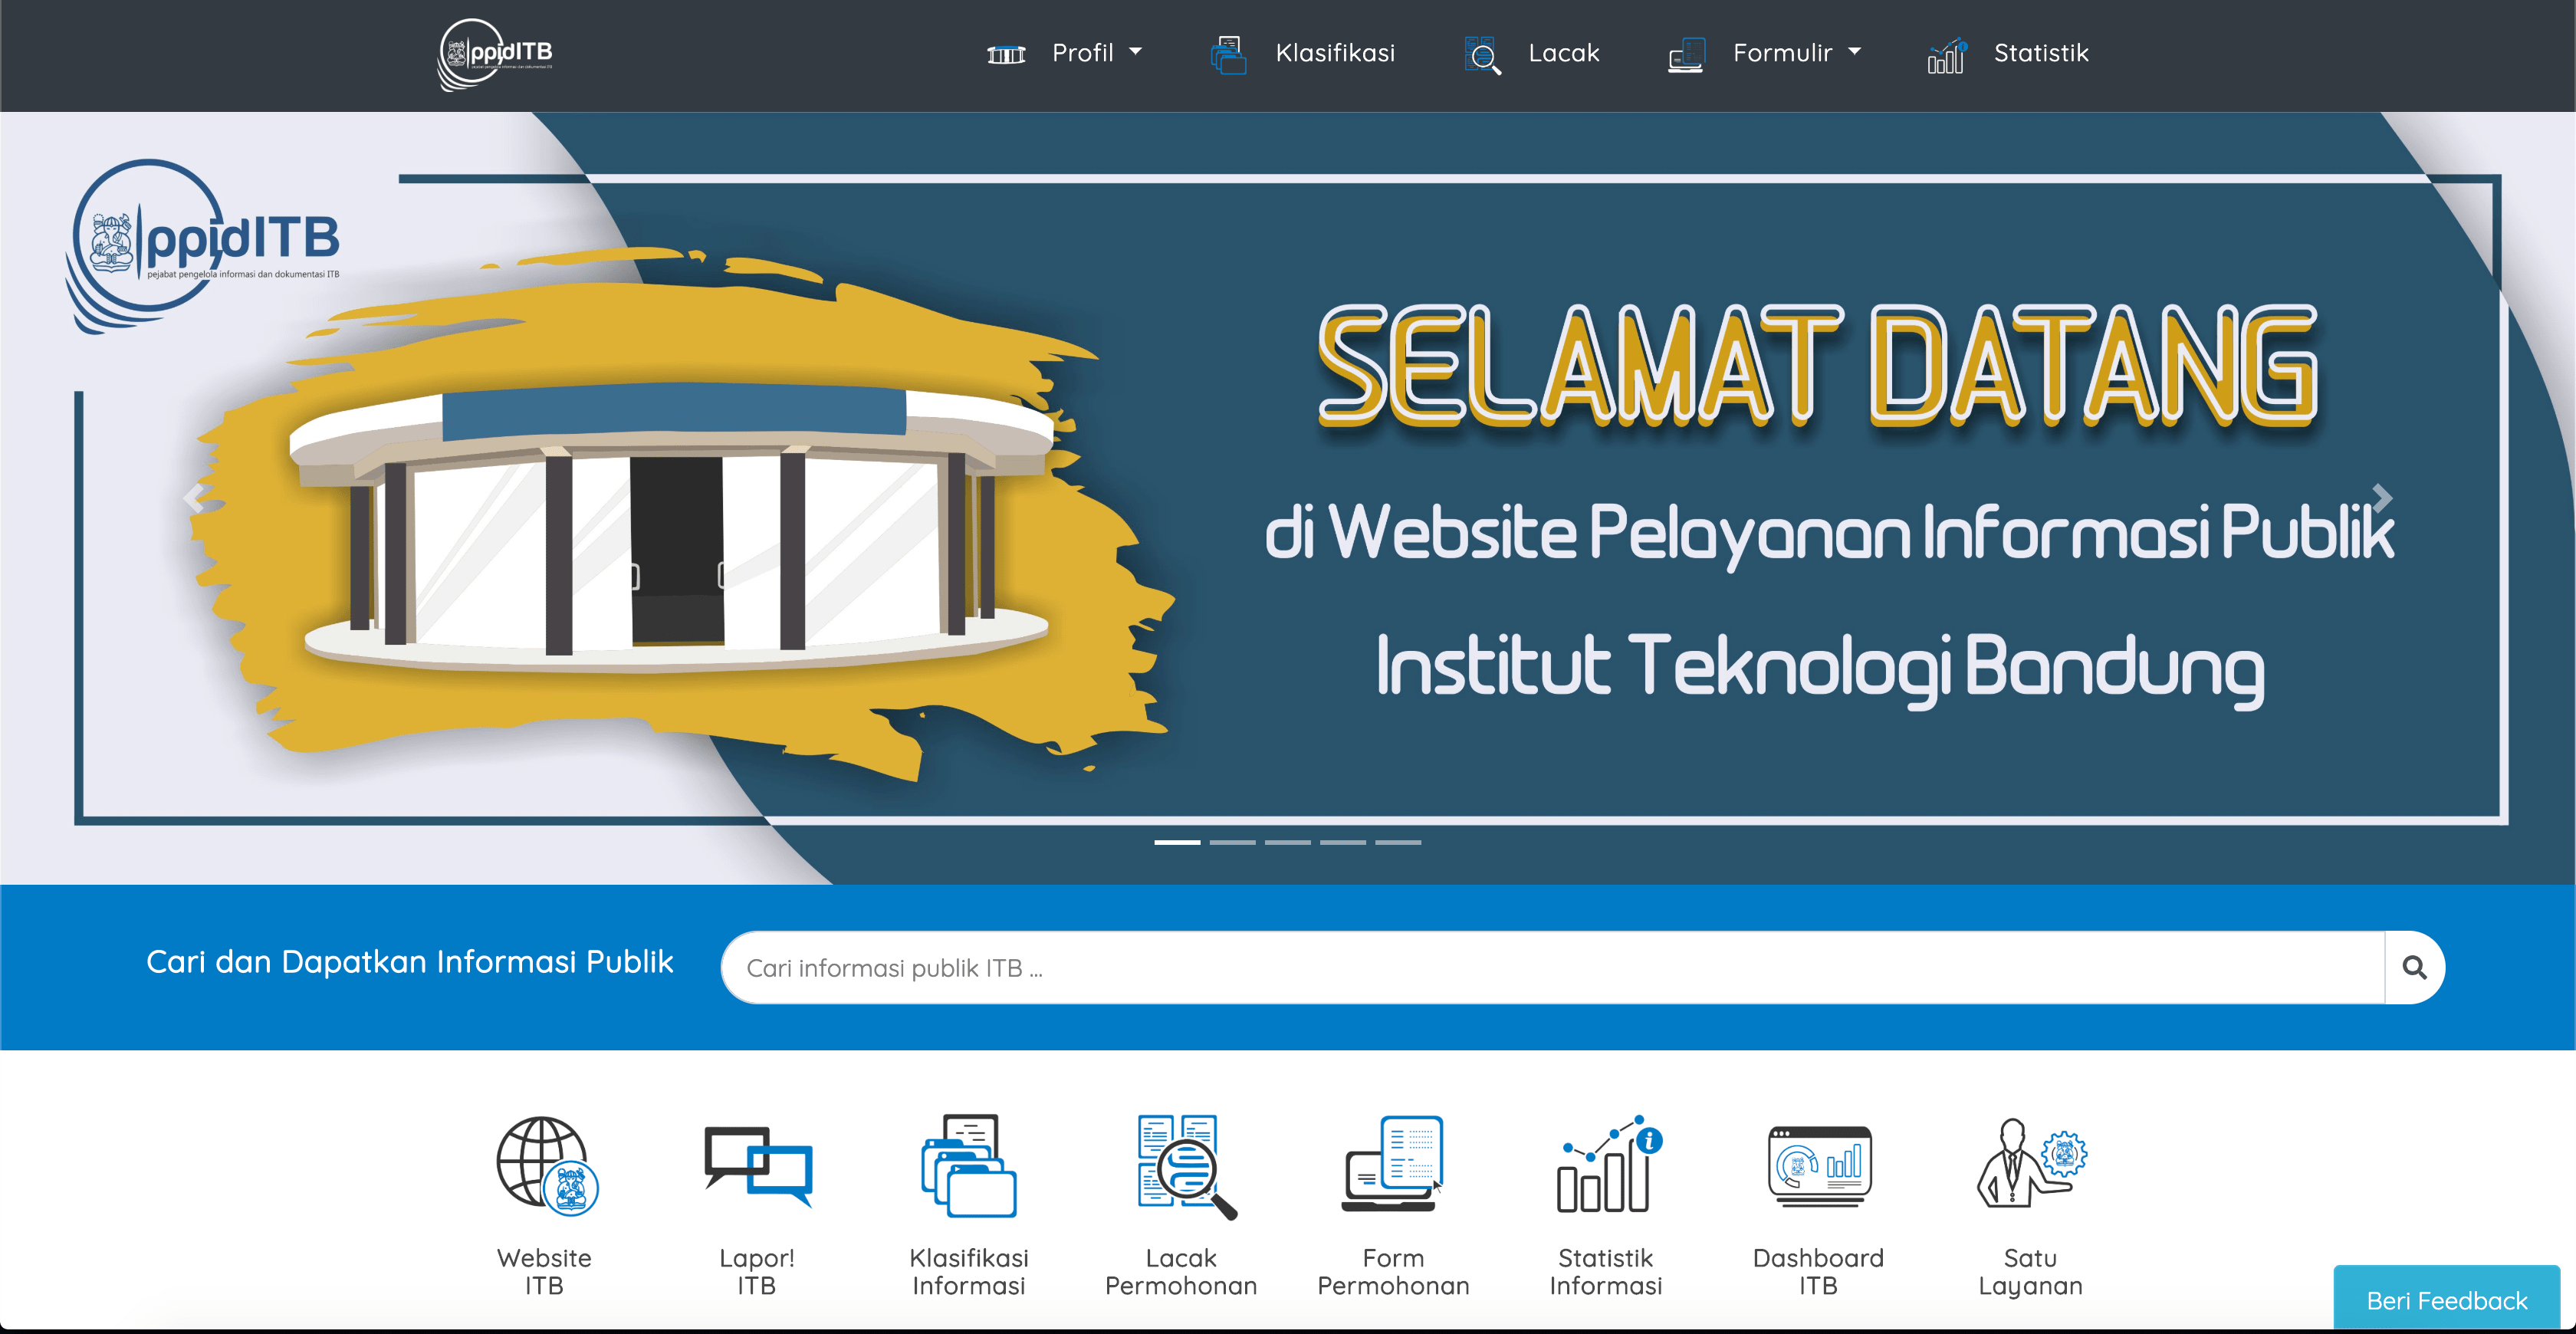 ppidITB
Profil
Klasifikasi
Lacak
Formulir
Statistik
ppidITB
pejabat pengelola informasi dan dokumentasi ITB
SELAMAT DATANG
di Website Pelayanan Informasi Publik
Institut Teknologi Bandung
Cari dan Dapatkan Informasi Publik
Cari informasi publik ITB ...
Website
ITB
Lapor!
ITB
Klasifikasi
Informasi
Lacak
Permohonan
Form
Permohonan
Statistik
Informasi
Dashboard
ITB
Satu
Layanan
Beri Feedback